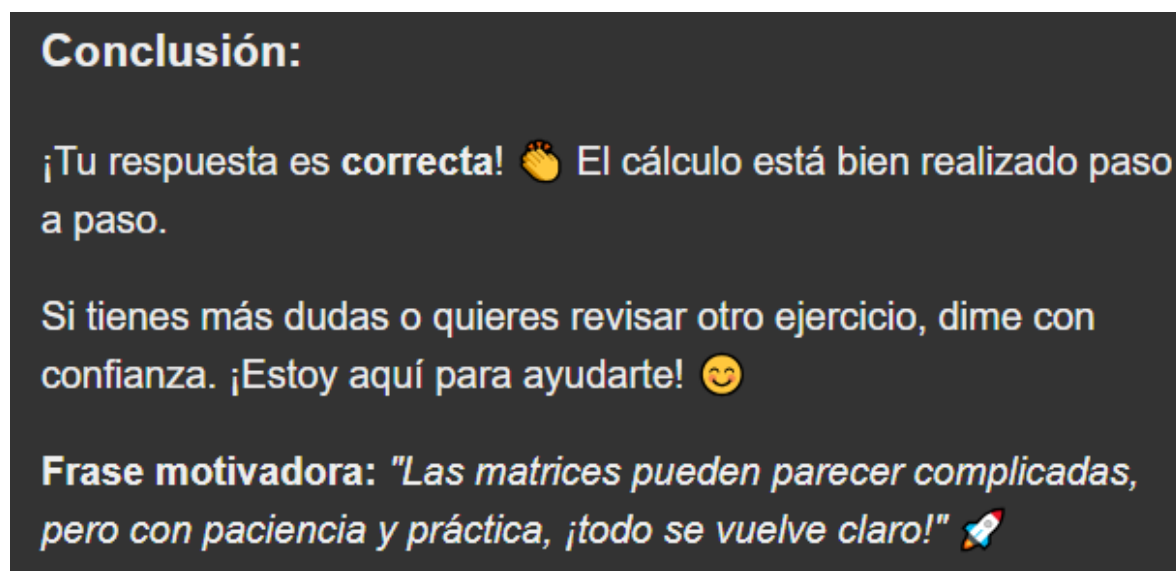 Conclusión:
¡Tu respuesta es correcta! 👏 El cálculo está bien realizado paso
a paso.
Si tienes más dudas o quieres revisar otro ejercicio, dime con
confianza. ¡Estoy aquí para ayudarte! 😊
Frase motivadora: "Las matrices pueden parecer complicadas,
pero con paciencia y práctica, ¡todo se vuelve claro!" 🚀